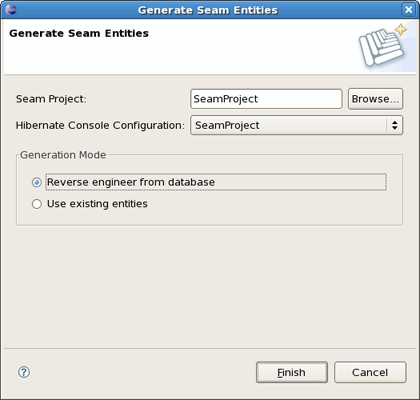 Generate Seam Entities
Generate Seam Entities
Seam Project: SeamProject Browse...
Hibernate Console Configuration: SeamProject
Generation Mode
Reverse engineer from database
Use existing entities
? Finish Cancel